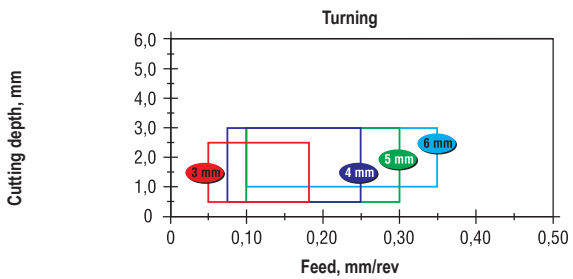 Turning
Cutting depth, mm
6,0
5,0
4,0
3,0
2,0
1,0
0
3 mm
4 mm
5 mm
6 mm
0 0,10 0,20 0,30 0,40 0,50
Feed, mm/rev